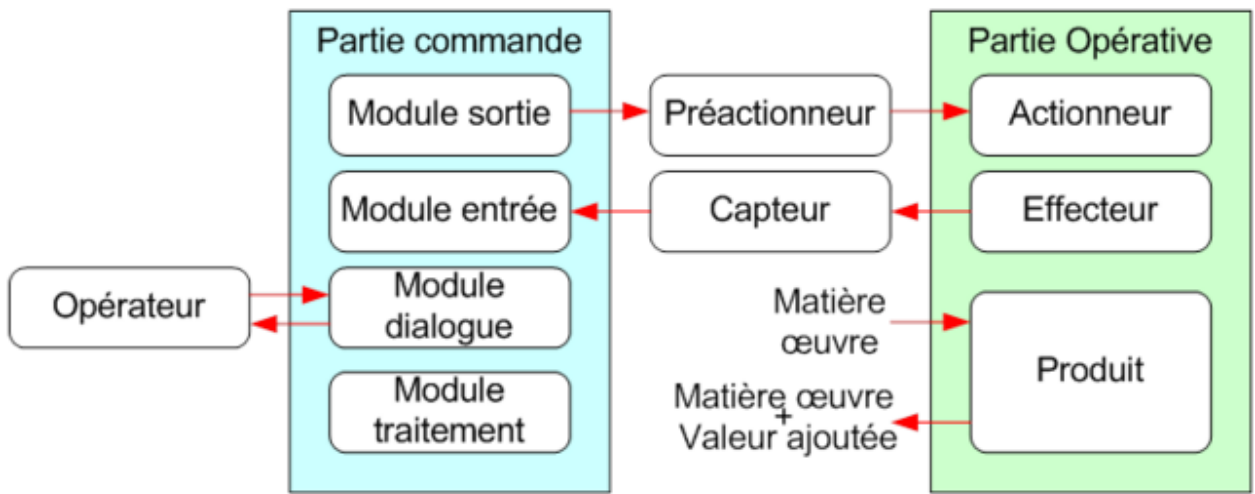 Partie commande
Partie Opérative
Module sortie
Préactionneur
Actionneur
Module entrée
Capteur
Effecteur
Opérateur
Module
dialogue
Matière
œuvre
Produit
Module
traitement
Matière œuvre
+
Valeur ajoutée